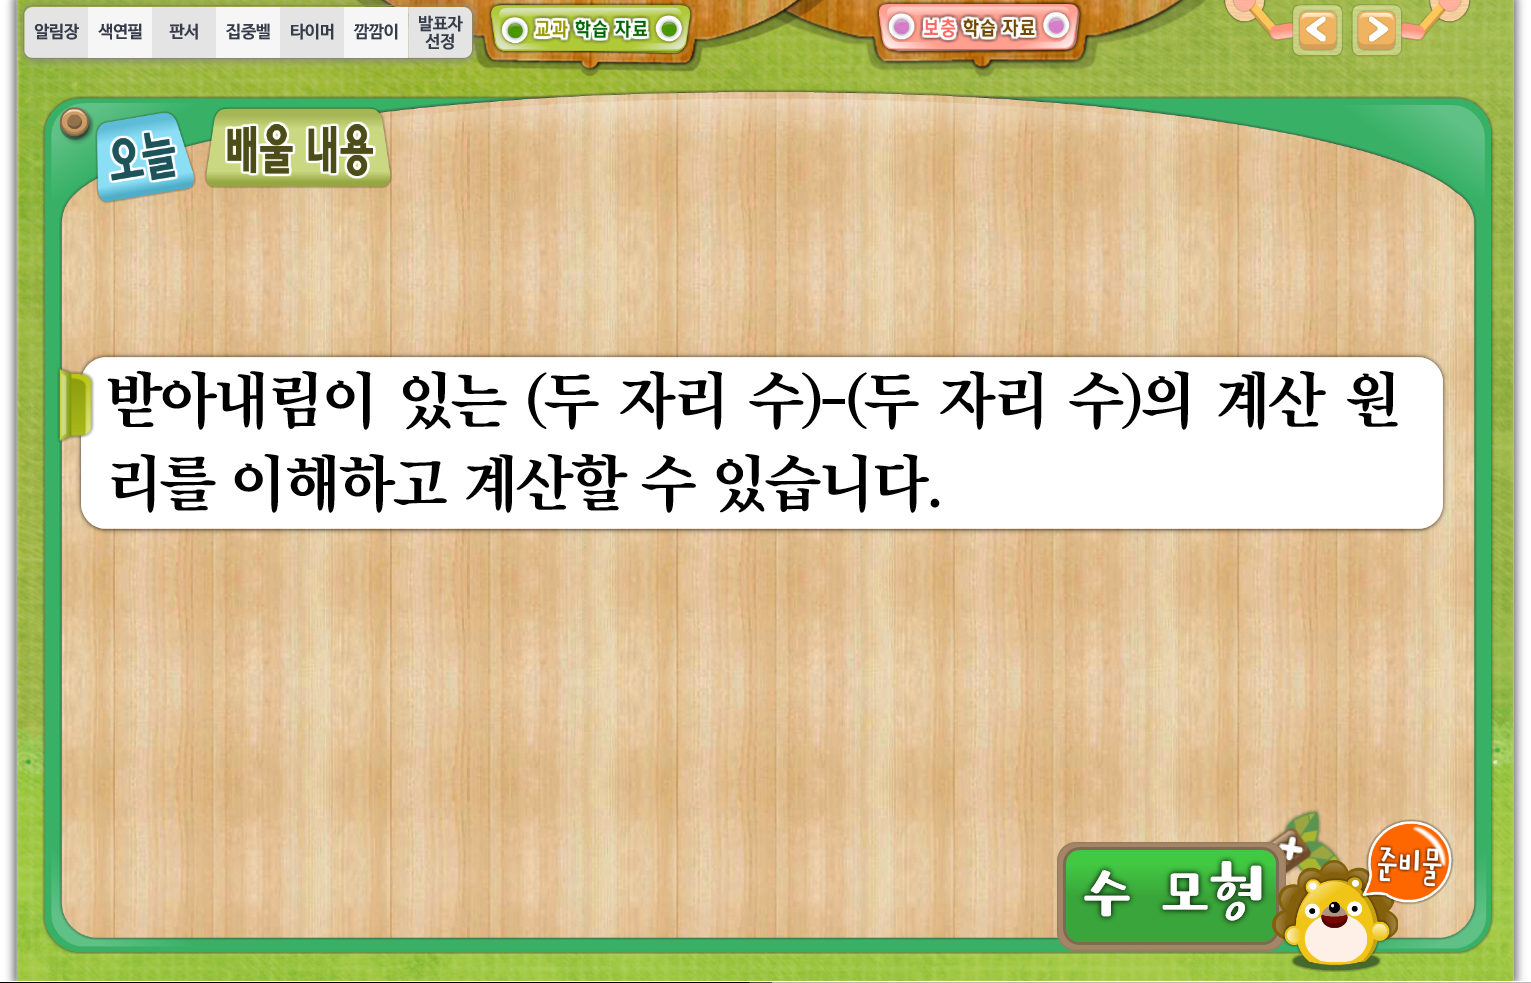 알림장 색연필 판서 집중벨 타이머 깜깜이 발표자
선정
교과 학습 자료
보충 학습 자료
오늘 배울 내용
받아내림이 있는 (두 자리 수)-(두 자리 수)의 계산 원
리를 이해하고 계산할 수 있습니다.
수 모형
준비물